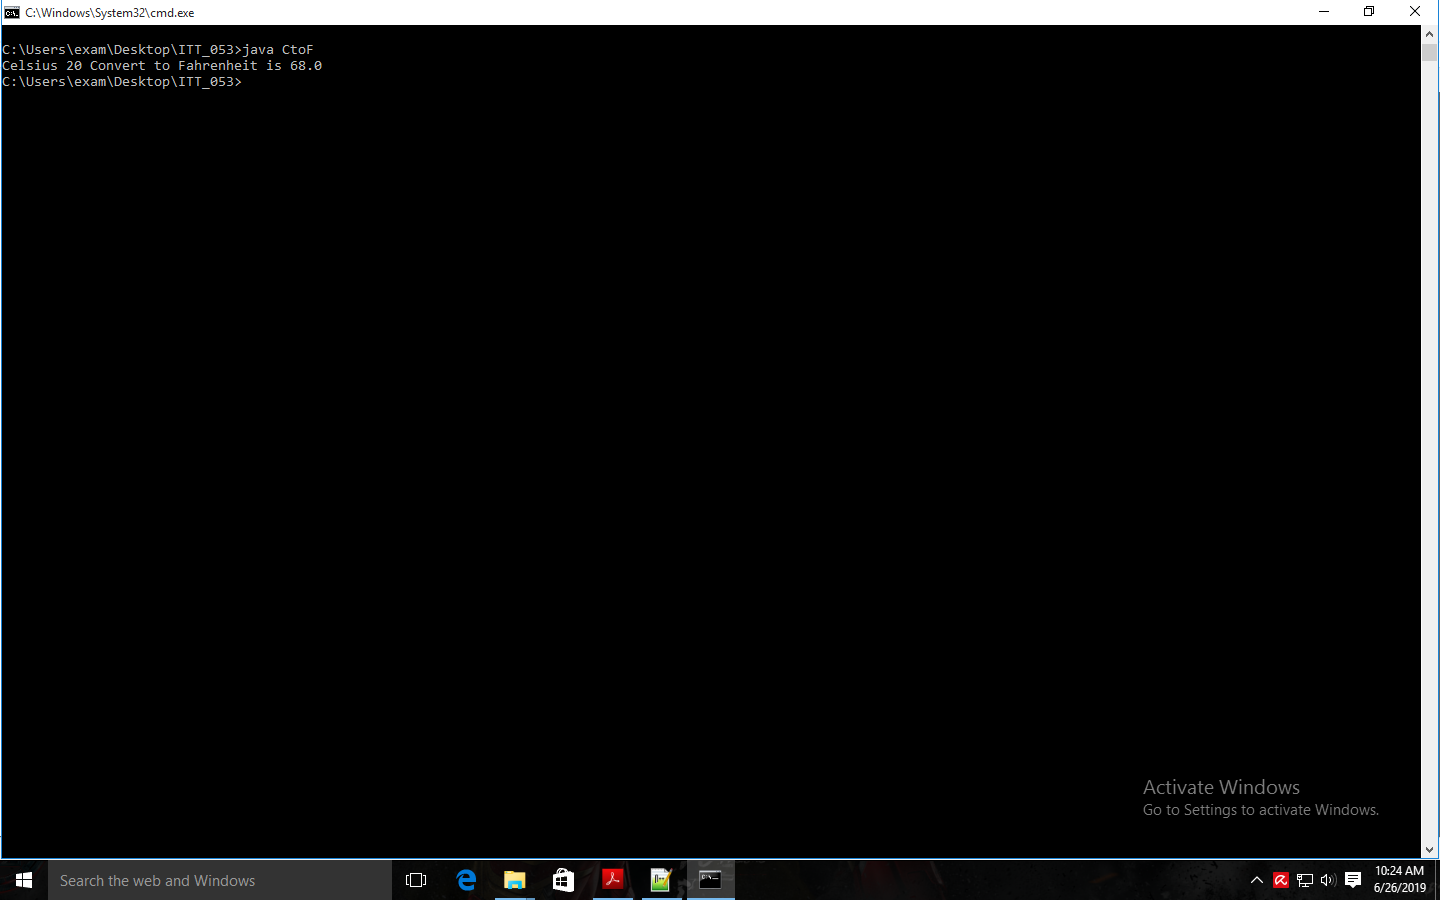 C:\Windows\System32\cmd.exe
C:\Users\exam\Desktop\ITT_053>java CtoF
Celsius 20 Convert to Fahrenheit is 68.0
C:\Users\exam\Desktop\ITT_053>
Activate Windows
Go to Settings to activate Windows.
Search the web and Windows
10:24 AM
6/26/2019